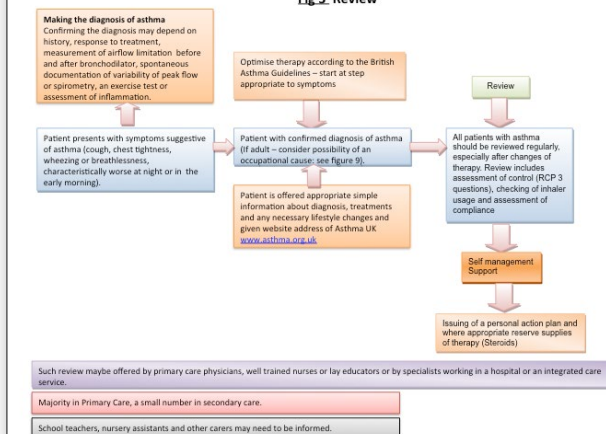 Fig 5 Review
Making the diagnosis of asthma
Confirming the diagnosis may depend on
history, response to treatment,
measurement of airflow limitation before
and after bronchodilator, spontaneous
documentation of variability of peak flow
or spirometry, an exercise test or
assessment of inflammation.
Optimise therapy according to the British
Asthma Guidelines – start at step
appropriate to symptoms
Review
Patient presents with symptoms suggestive
of asthma (cough, chest tightness,
wheezing or breathlessness,
characteristically worse at night or in the
early morning).
Patient with confirmed diagnosis of asthma
(If adult – consider possibility of an
occupational cause: see figure 9).
All patients with asthma
should be reviewed regularly,
especially after changes of
therapy. Review includes
assessment of control (RCP 3
questions), checking of inhaler
usage and assessment of
compliance
Patient is offered appropriate simple
information about diagnosis, treatments
and any necessary lifestyle changes and
given website address of Asthma UK
www.asthma.org.uk
Self management
Support
Issuing of a personal action plan and
where appropriate reserve supplies
of therapy (Steroids)
Such review maybe offered by primary care physicians, well trained nurses or lay educators or by specialists working in a hospital or an integrated care
service.
Majority in Primary Care, a small number in secondary care.
School teachers, nursery assistants and other carers may need to be informed.